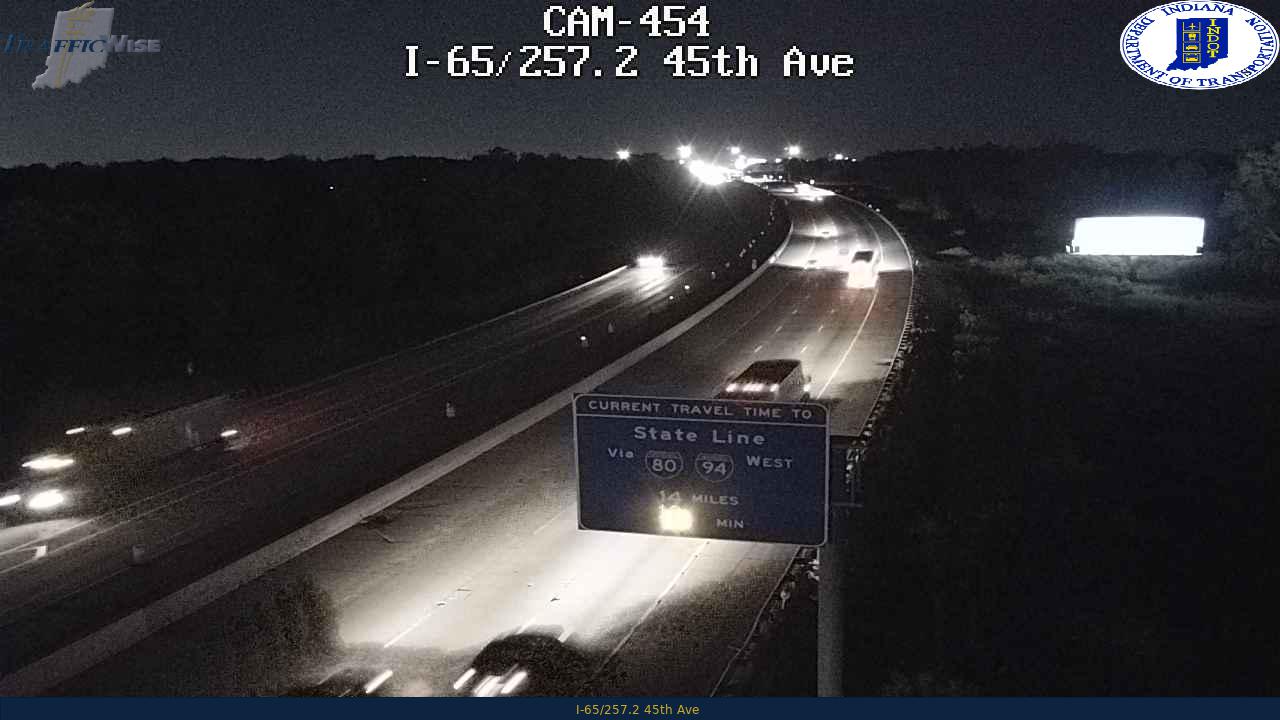 CAM-454
I-65/257.2 45th Ave
TRAFFICWISE
INDIANA
DEPARTMENT OF TRANSPORTATION
INDOT
CURRENT TRAVEL TIME TO
State Line
Via 80 94 WEST
14 MILES
MIN
I-65/257.2 45th Ave